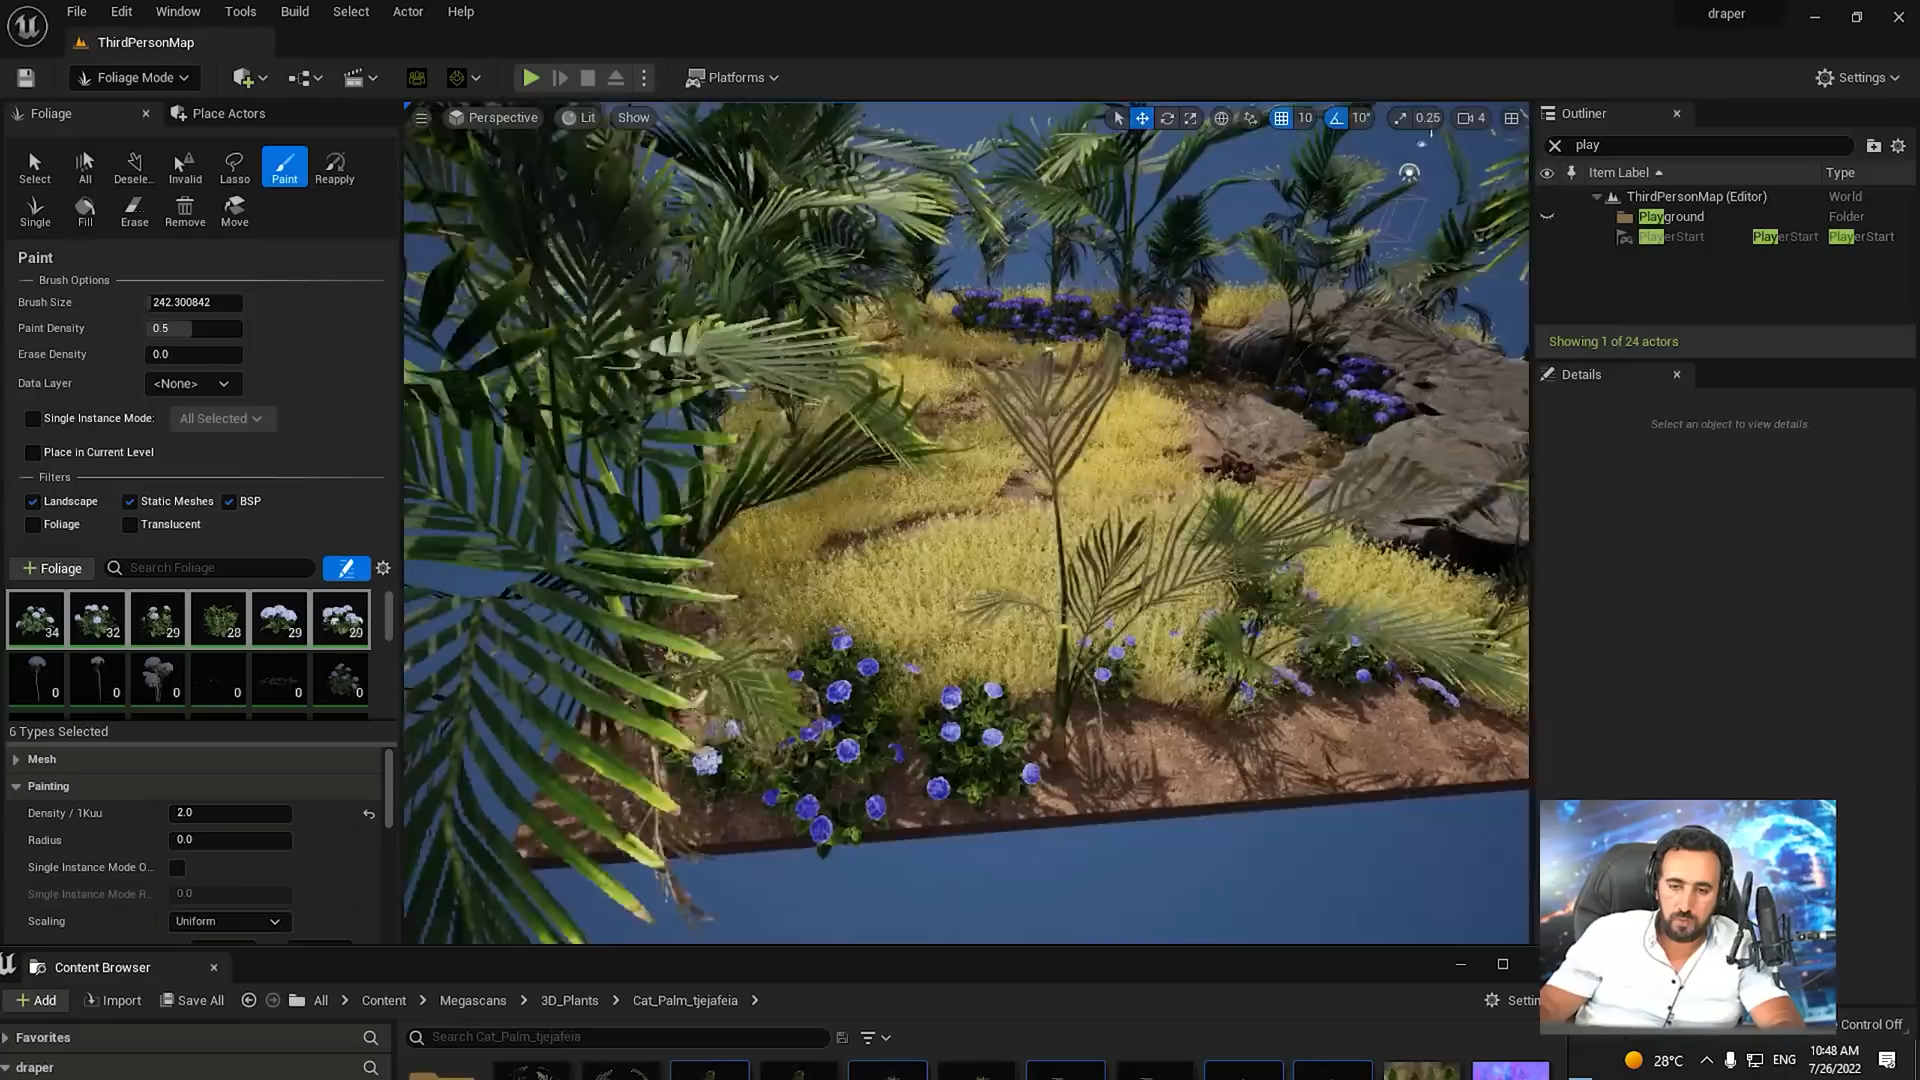 File Edit Window Tools Build Select Actor Help
draper
ThirdPersonMap
Foliage Mode
Platforms
Settings
Foliage
Place Actors
Perspective
Lit
Show
10
10°
0.25
4
Outliner
play
Select
All
Desele...
Invalid
Lasso
Paint
Reapply
Single
Fill
Erase
Remove
Move
Item Label
Type
ThirdPersonMap (Editor)
World
Playground
Folder
PlayerStart
PlayerStart
PlayerStart
Showing 1 of 24 actors
Details
Select an object to view details
Paint
Brush Options
Brush Size
242.300842
Paint Density
0.5
Erase Density
0.0
Data Layer
<None>
Single Instance Mode:
All Selected
Place in Current Level
Filters
Landscape
Static Meshes
BSP
Foliage
Translucent
Foliage
Search Foliage
34
32
29
28
29
29
0
0
0
0
0
0
6 Types Selected
Mesh
Painting
Density / 1Kuu
2.0
Radius
0.0
Single Instance Mode O...
Single Instance Mode R...
0.0
Scaling
Uniform
Content Browser
Add
Import
Save All
All
Content
Megascans
3D_Plants
Cat_Palm_tjejafeia
Favorites
Search Cat_Palm_tjejafeia
draper
Control Off
28°C
ENG
10:48 AM
7/26/2022